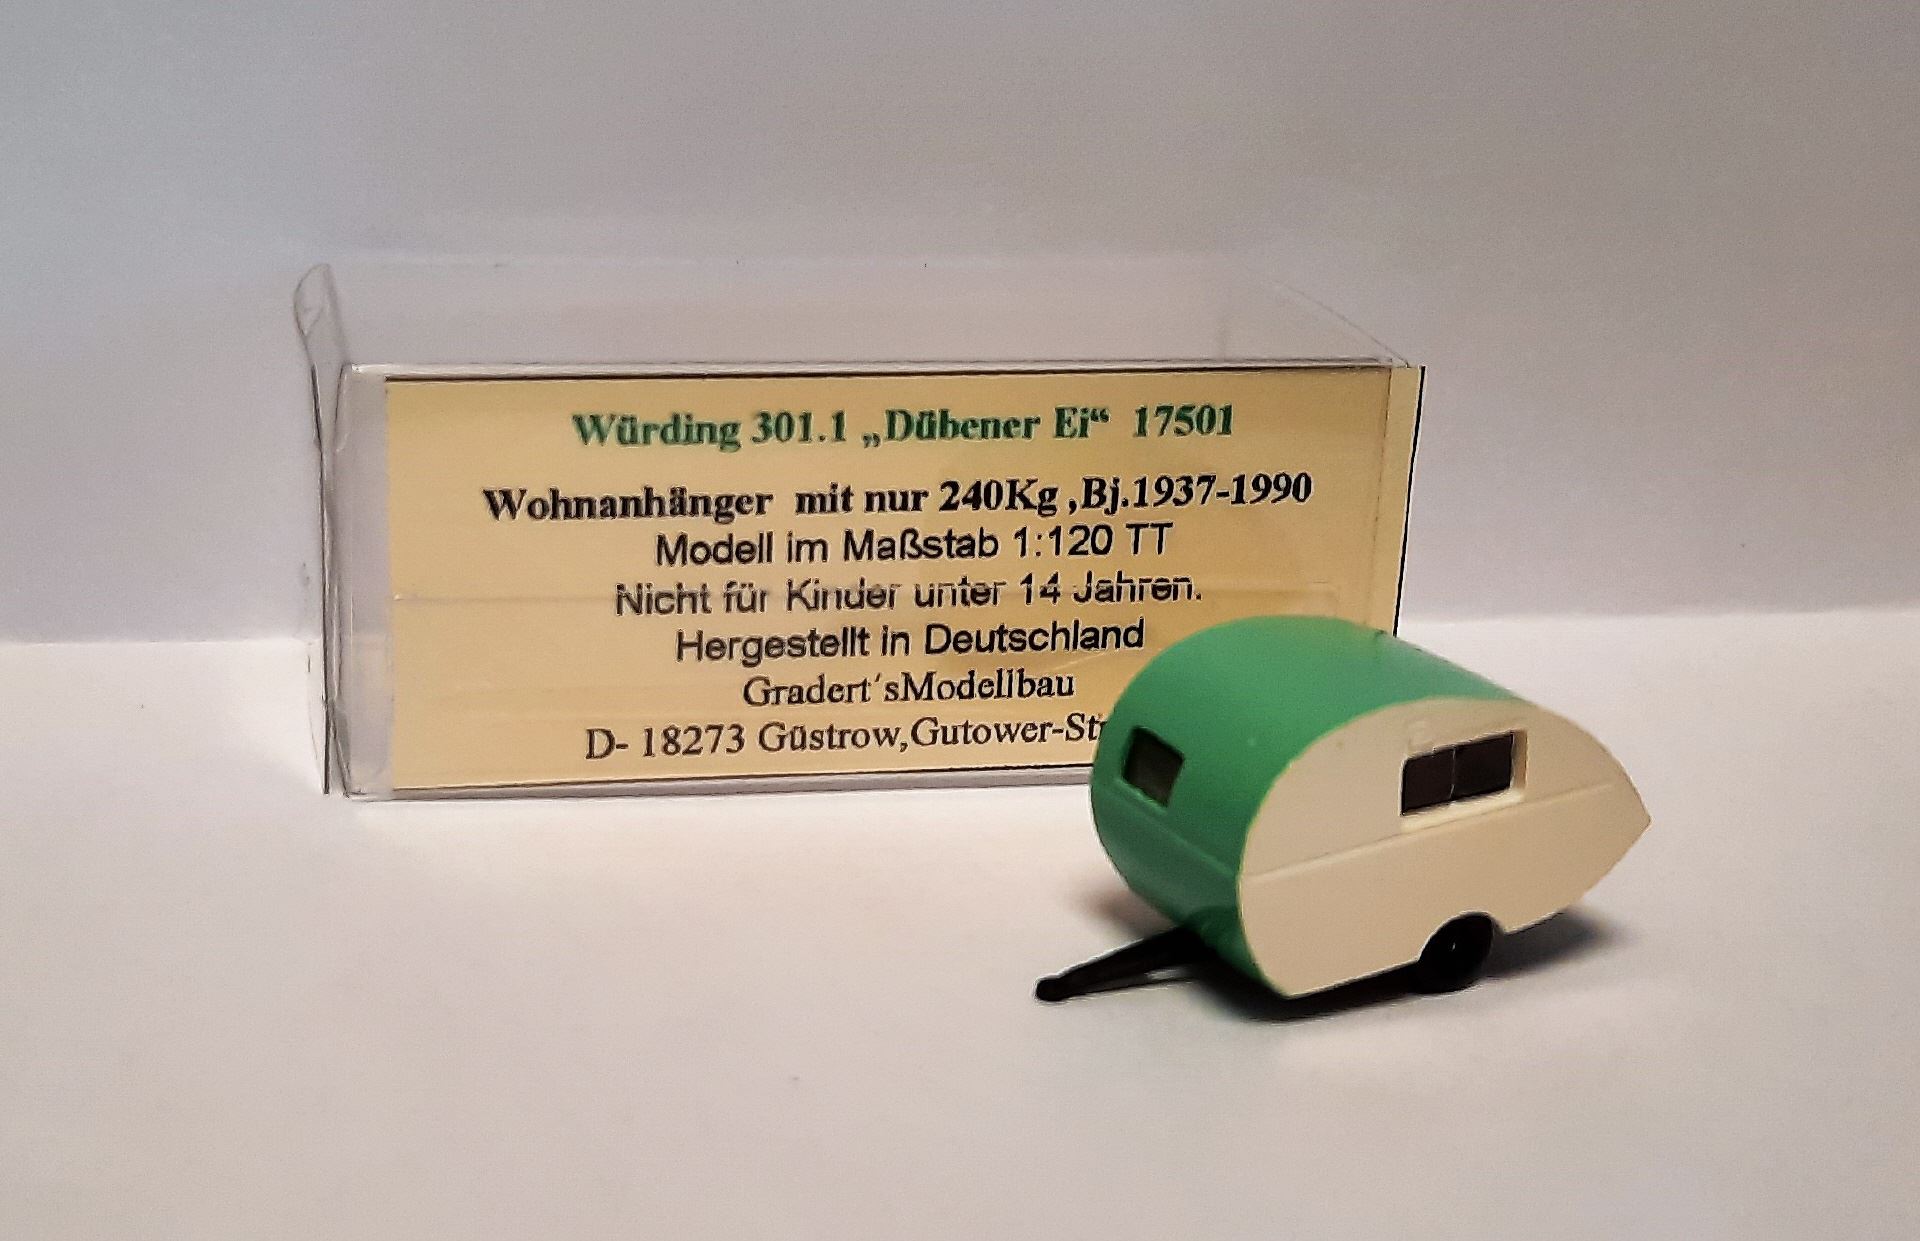 Würding 301.1 „Dübener Ei“ 17501
Wohnanhänger mit nur 240Kg ,Bj.1937-1990
Modell im Maßstab 1:120 TT
Nicht für Kinder unter 14 Jahren.
Hergestellt in Deutschland
Gradert´sModellbau
D- 18273 Güstrow,Gutower-St